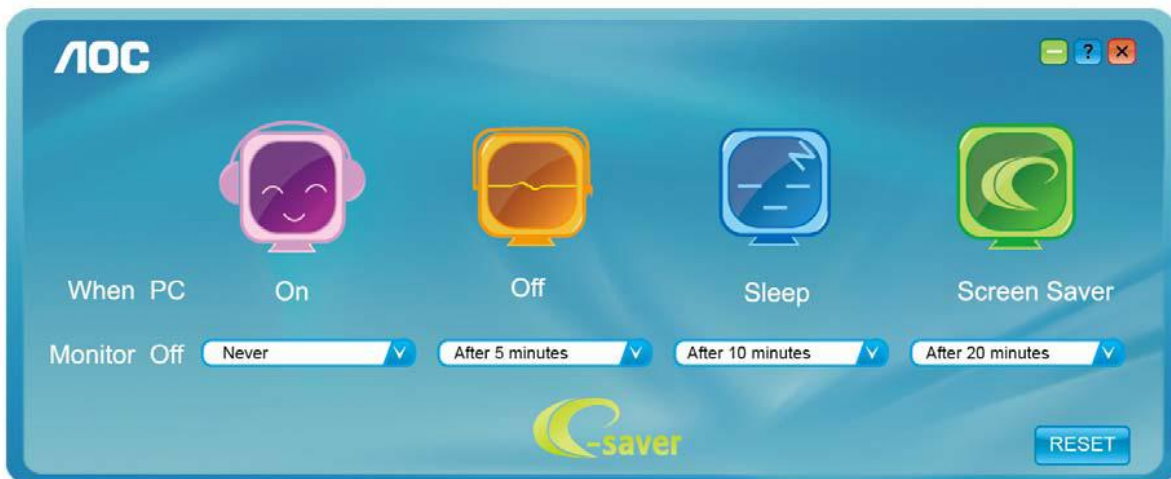 AOC
?
When PC On Off Sleep Screen Saver
Monitor Off Never After 5 minutes After 10 minutes After 20 minutes
e-saver
RESET